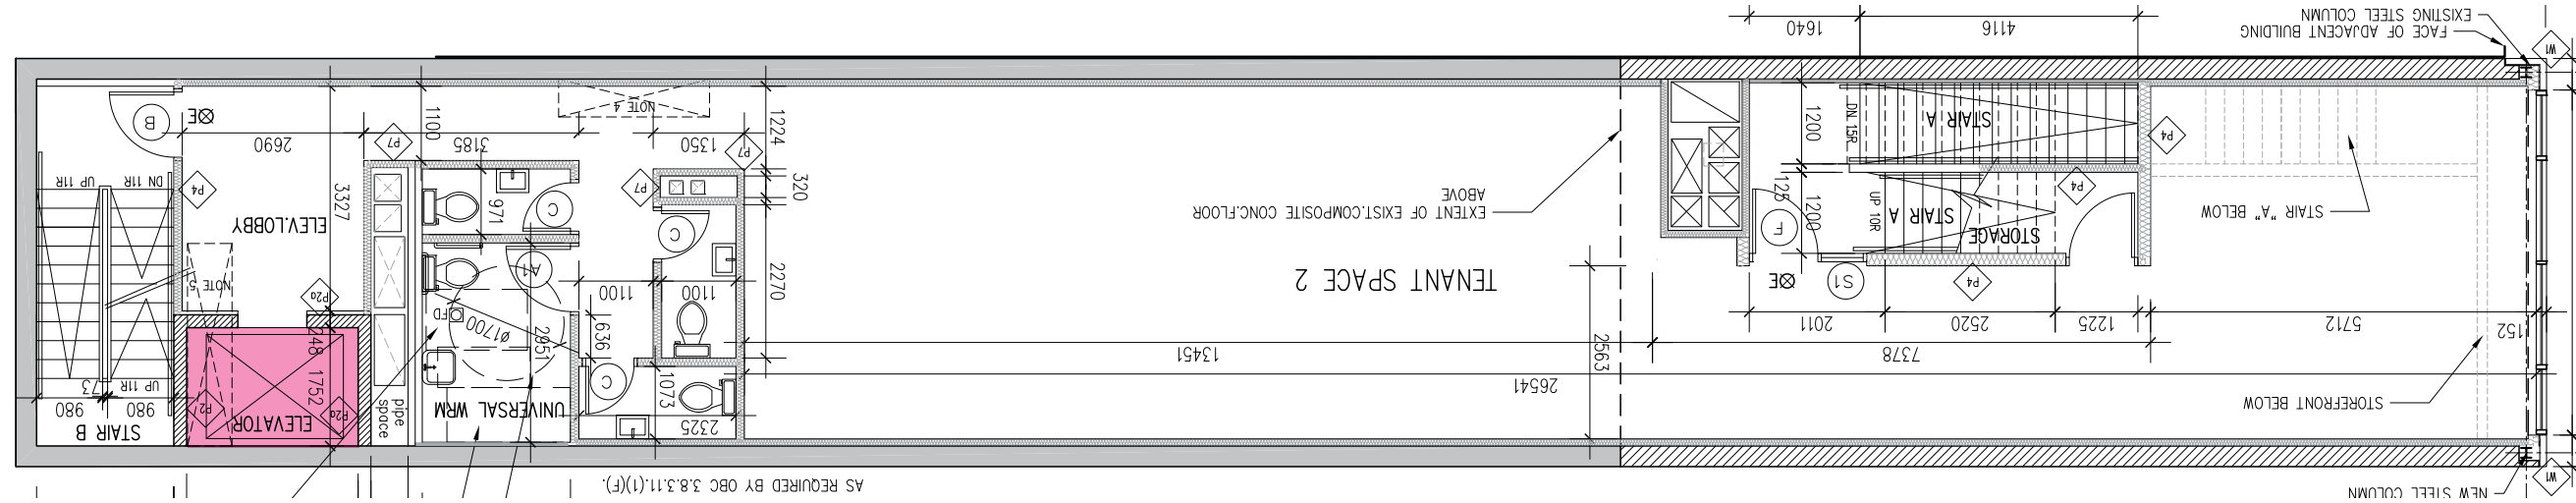 EXISTING STEEL COLUMN
FACE OF ADJACENT BUILDING
W1
1640
4116
B
E
2690
P7
1100
3185
NOTE 4
1350
P7
1224
320
DN 15R
1200
STAIR A
P4
UP 11R
DN 11R
P4
3327
ELEV.LOBBY
971
C
P7
C
EXTENT OF EXIST.COMPOSITE CONC.FLOOR
ABOVE
125
1200
F
UP 10R
STAIR A
P4
STORAGE
STAIR "A" BELOW
NOTE 5
P2a
FD
Ø1700
A1
2951
1100
1100
2270
636
TENANT SPACE 2
E
S1
P4
2011
2520
1225
5712
152
248
1752
13451
7378
2563
26541
73
980
980
UP 11R
STAIR B
P2
ELEVATOR
P2a
pipe
space
UNIVERSAL WRM
C
1073
2325
STOREFRONT BELOW
W1
NEW STEEL COLUMN
AS REQUIRED BY OBC 3.8.3.11.(1)(F).